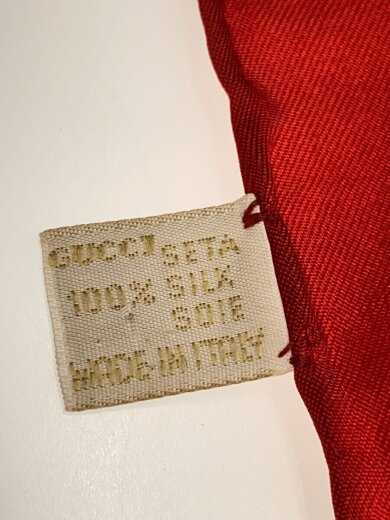 GUCCI SETA
100% SILK
SOIE
MADE IN ITALY